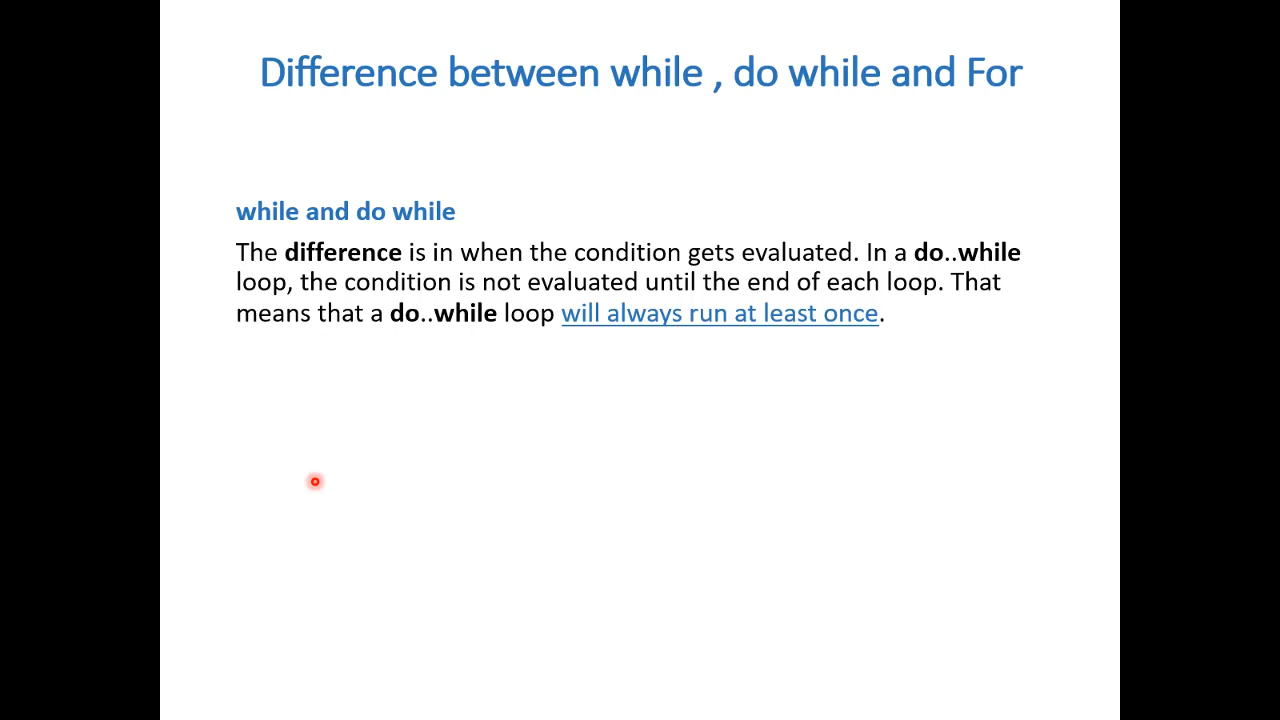 Difference between while , do while and For
while and do while
The difference is in when the condition gets evaluated. In a do..while
loop, the condition is not evaluated until the end of each loop. That
means that a do..while loop will always run at least once.